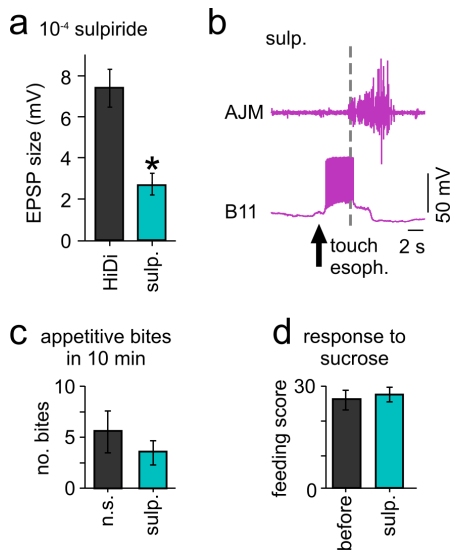 a
10⁻⁴ sulpiride
EPSP size (mV)
8
6
4
2
0
*
HiDi
sulp.
b
sulp.
AJM
B11
50 mV
2 s
touch
esoph.
c
appetitive bites
in 10 min
no. bites
10
5
0
n.s.
sulp.
d
response to
sucrose
feeding score
30
0
before
sulp.